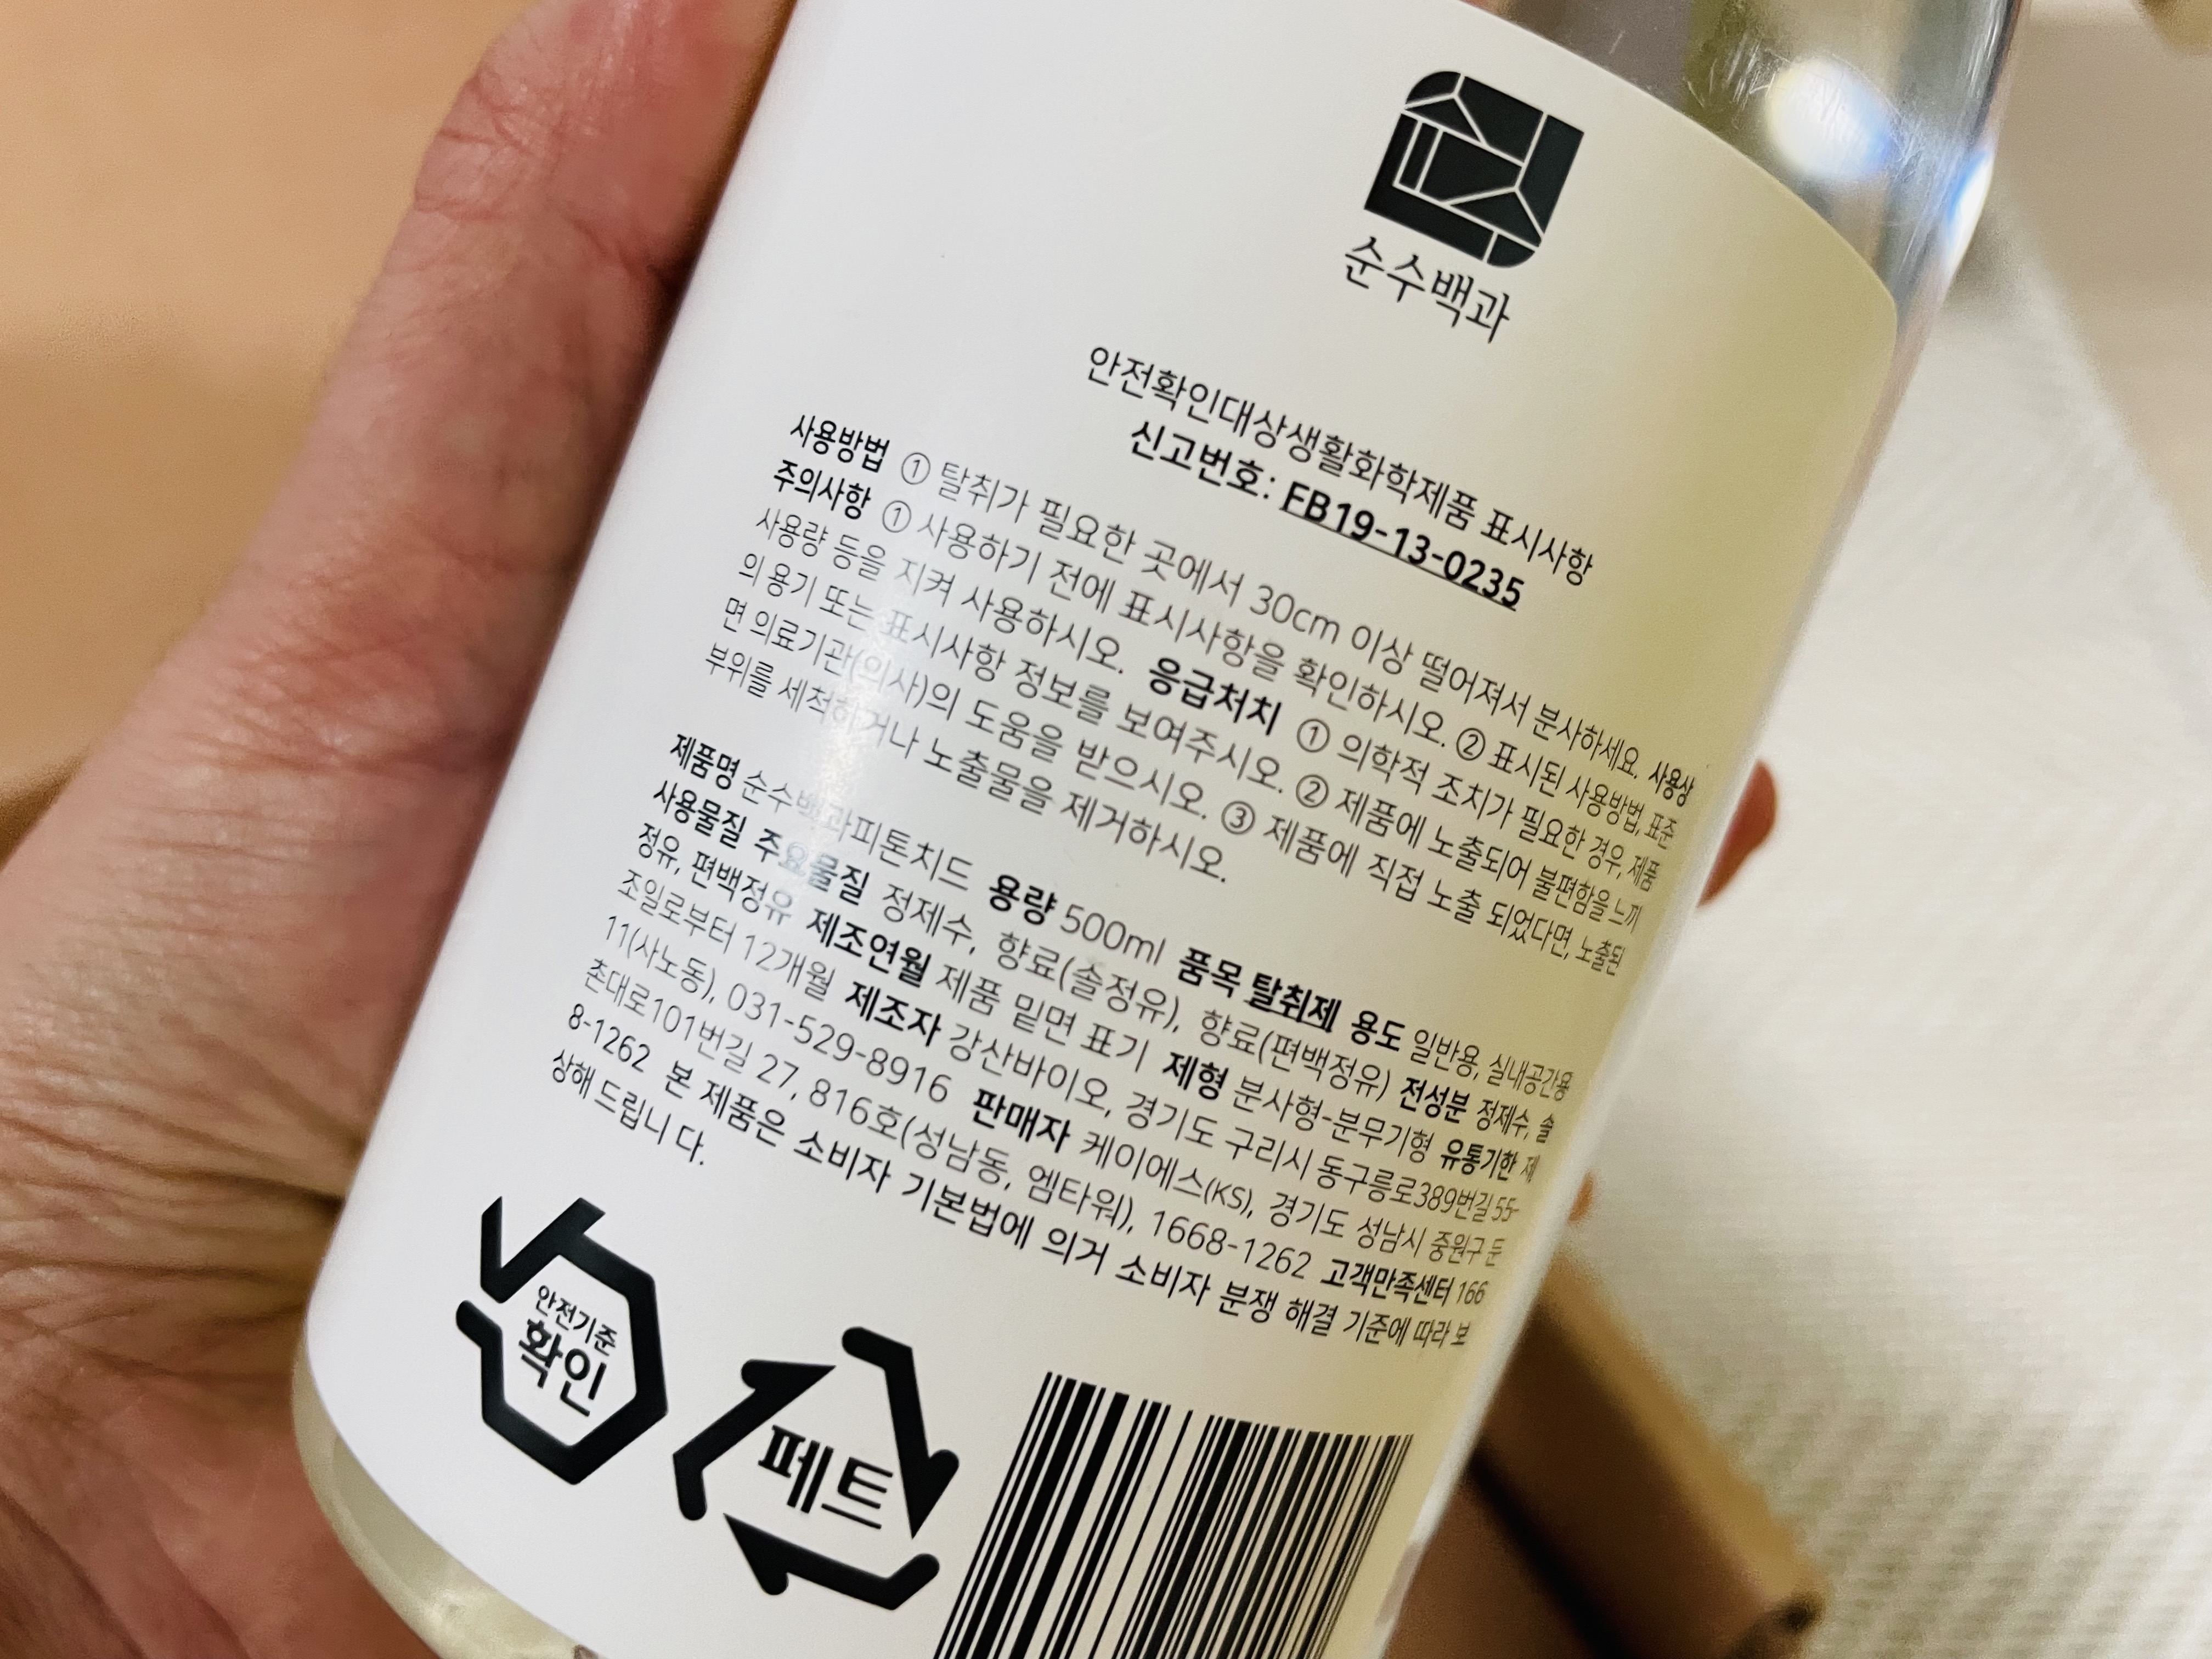 순수백과
안전확인대상생활화학제품 표시사항
신고번호: FB19-13-0235
사용방법 ① 탈취가 필요한 곳에서 30cm 이상 떨어져서 분사하세요. 사용상
주의사항 ① 사용하기 전에 표시사항을 확인하시오. ② 표시된 사용방법, 표준
사용량 등을 지켜 사용하시오. 응급처치 ① 의학적 조치가 필요한 경우, 제품
의 용기 또는 표시사항 정보를 보여주시오. ② 제품에 노출되어 불편함을 느끼
면 의료기관(의사)의 도움을 받으시오. ③ 제품에 직접 노출 되었다면, 노출된
부위를 세척하거나 노출물을 제거하시오.
제품명 순수백과피톤치드 용량 500ml 품목 탈취제 용도 일반용, 실내공간용
사용물질 주요물질 정제수, 향료(솔정유), 향료(편백정유) 전성분 정제수, 솔
정유, 편백정유 제조연월 제품 밑면 표기 제형 분사형-분무기형 유통기한 제
조일로부터 12개월 제조자 강산바이오, 경기도 구리시 동구릉로389번길 55-
11(사노동), 031-529-8916 판매자 케이에스(KS), 경기도 성남시 중원구 둔
촌대로101번길 27, 816호(성남동, 엠타워), 1668-1262 고객만족센터 166
8-1262 본 제품은 소비자 기본법에 의거 소비자 분쟁 해결 기준에 따라 보
상해 드립니 다.
안전기준
확인
페트